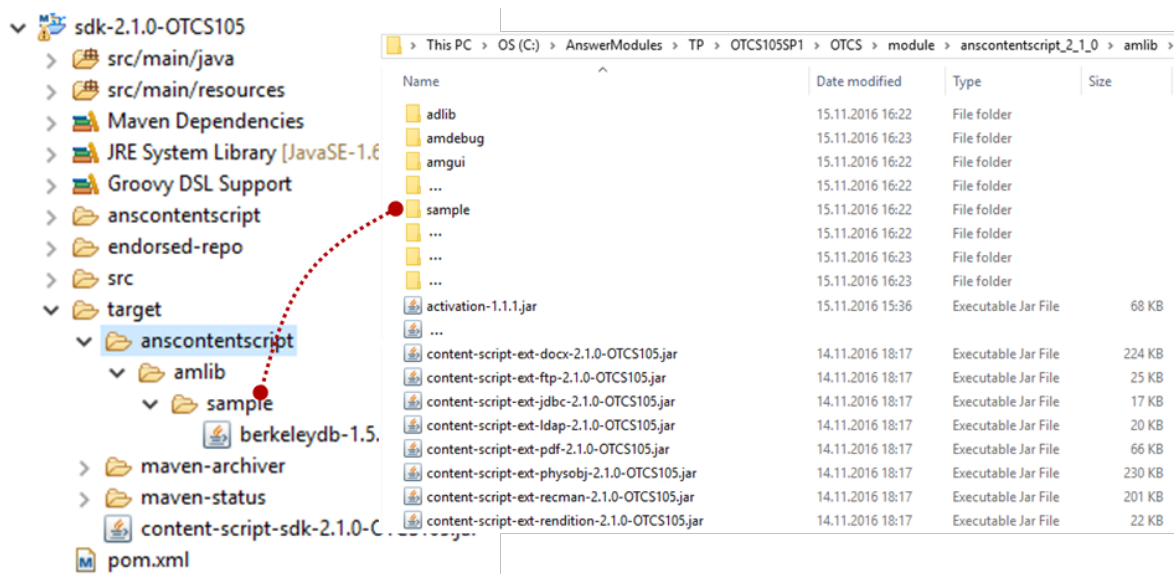 sdk-2.1.0-OTCS105
src/main/java
src/main/resources
Maven Dependencies
JRE System Library [JavaSE-1.6
Groovy DSL Support
anscontentscript
endorsed-repo
src
target
anscontentscript
amlib
sample
berkeleydb-1.5.
maven-archiver
maven-status
content-script-sdk-2.1.0-OTCS105.jar
pom.xml
> This PC > OS (C:) > AnswerModules > TP > OTCS105SP1 > OTCS > module > anscontentscript_2_1_0 > amlib >
Name Date modified Type Size
adlib 15.11.2016 16:22 File folder
amdebug 15.11.2016 16:23 File folder
amgui 15.11.2016 16:22 File folder
... 15.11.2016 16:22 File folder
sample 15.11.2016 16:22 File folder
... 15.11.2016 16:22 File folder
... 15.11.2016 16:23 File folder
... 15.11.2016 16:23 File folder
activation-1.1.1.jar 15.11.2016 15:36 Executable Jar File 68 KB
...
content-script-ext-docx-2.1.0-OTCS105.jar 14.11.2016 18:17 Executable Jar File 224 KB
content-script-ext-ftp-2.1.0-OTCS105.jar 14.11.2016 18:17 Executable Jar File 25 KB
content-script-ext-jdbc-2.1.0-OTCS105.jar 14.11.2016 18:17 Executable Jar File 17 KB
content-script-ext-ldap-2.1.0-OTCS105.jar 14.11.2016 18:17 Executable Jar File 20 KB
content-script-ext-pdf-2.1.0-OTCS105.jar 14.11.2016 18:17 Executable Jar File 66 KB
content-script-ext-physobj-2.1.0-OTCS105.jar 14.11.2016 18:17 Executable Jar File 230 KB
content-script-ext-recman-2.1.0-OTCS105.jar 14.11.2016 18:17 Executable Jar File 201 KB
content-script-ext-rendition-2.1.0-OTCS105.jar 14.11.2016 18:17 Executable Jar File 22 KB